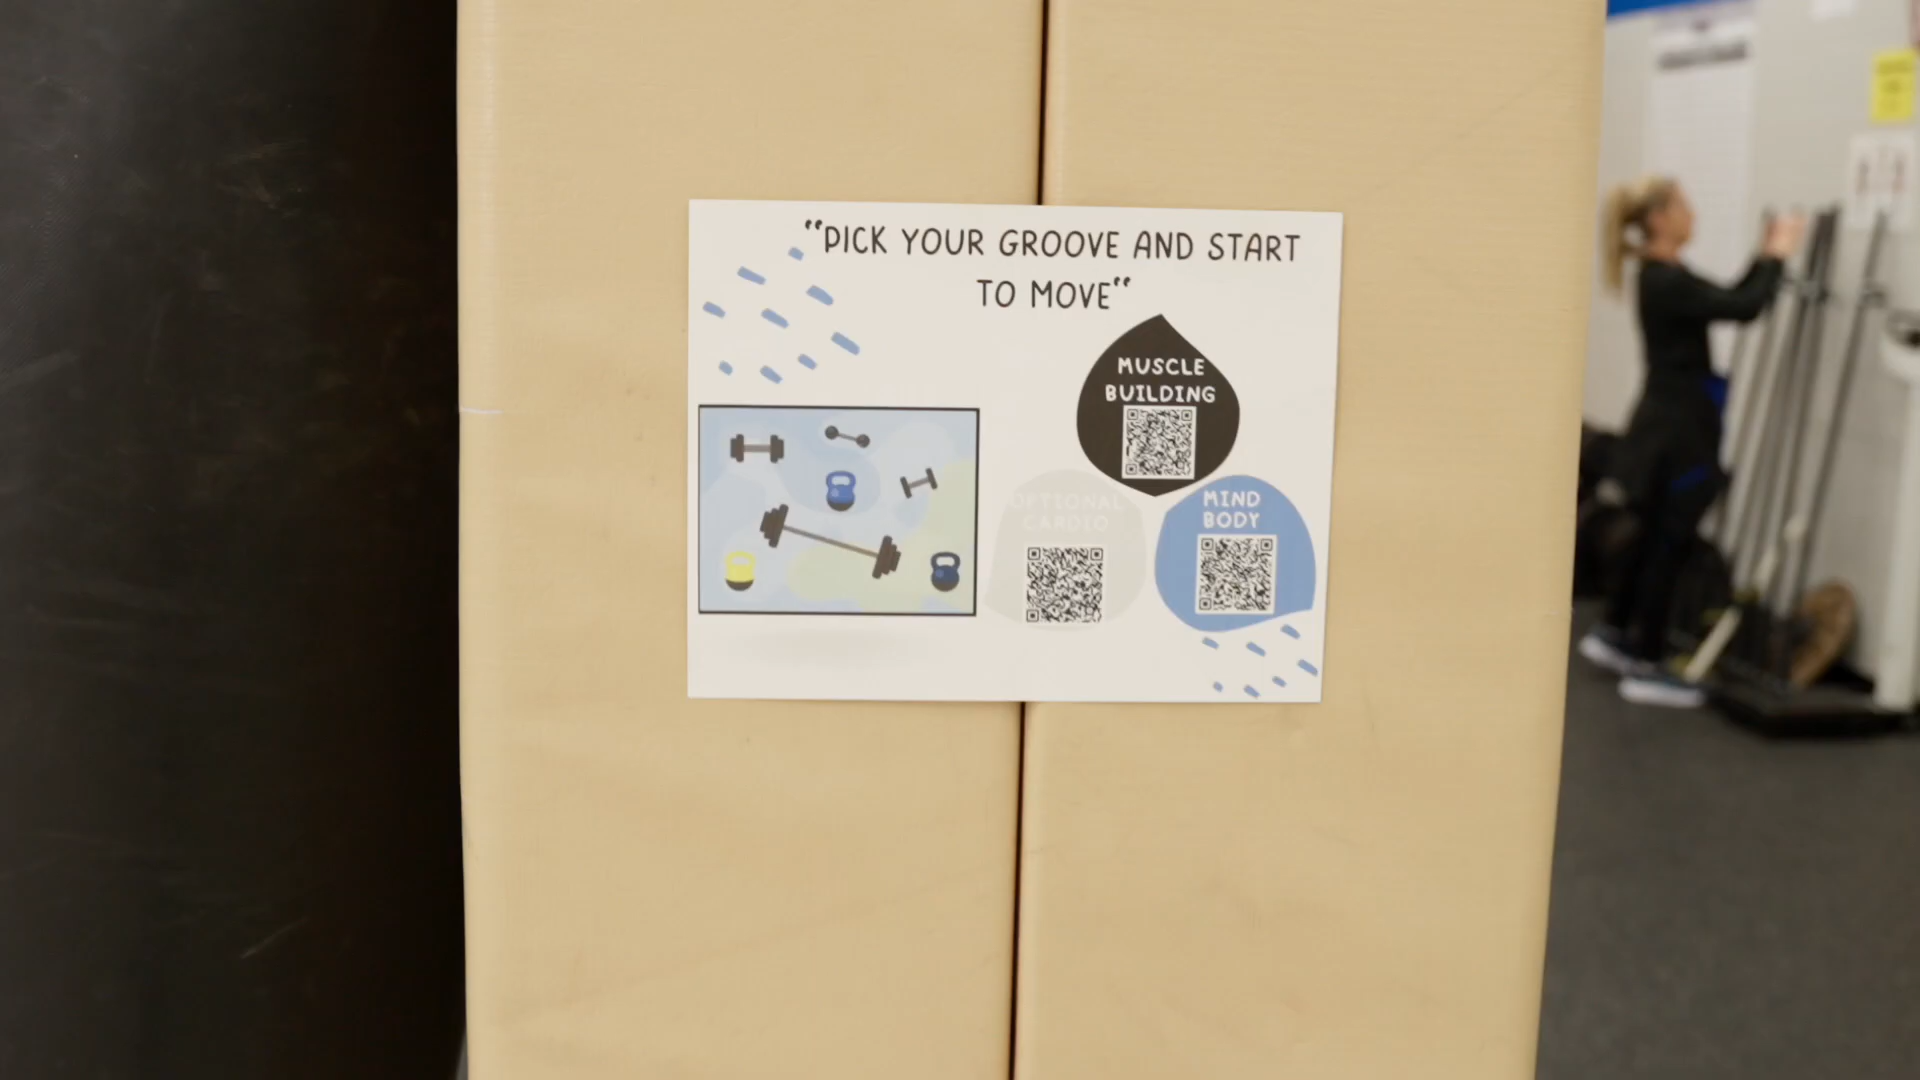 “PICK YOUR GROOVE AND START
TO MOVE“
MUSCLE
BUILDING
OPTIONAL
CARDIO
MIND
BODY